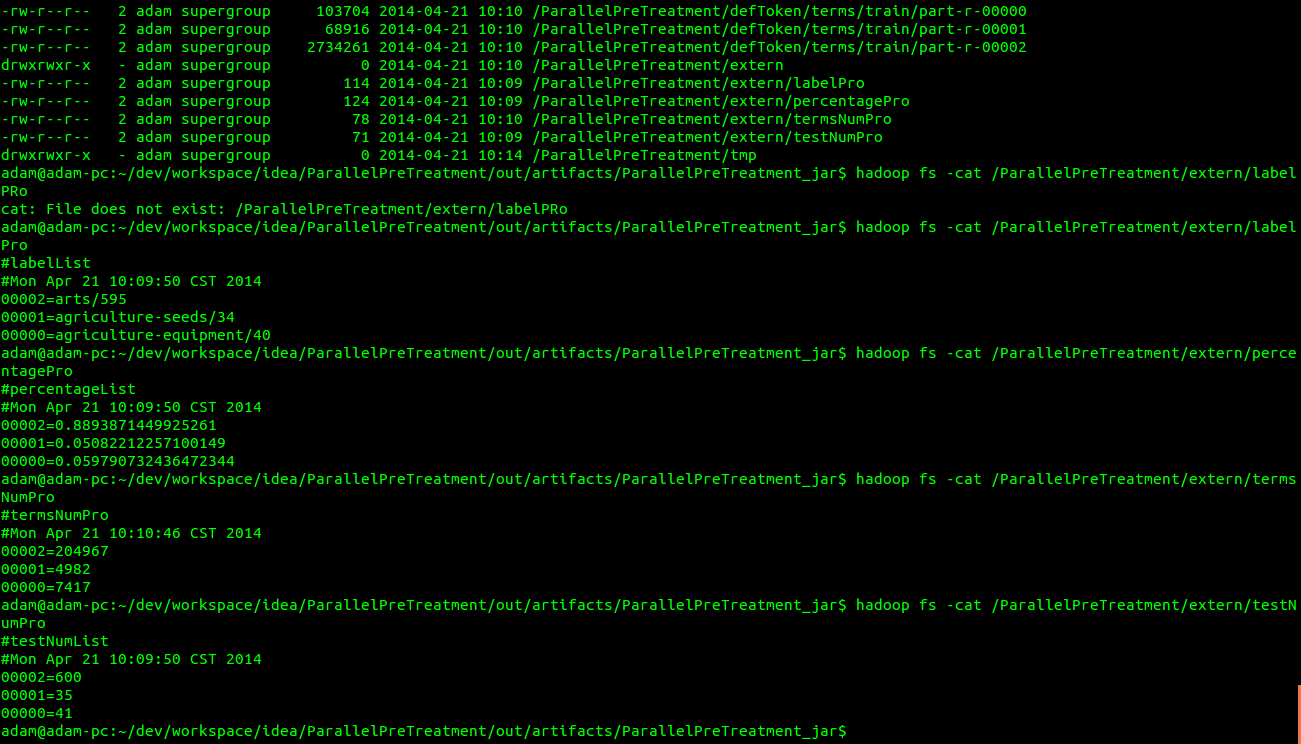 -rw-r--r--   2 adam supergroup     103704 2014-04-21 10:10 /ParallelPreTreatment/defToken/terms/train/part-r-00000
-rw-r--r--   2 adam supergroup      68916 2014-04-21 10:10 /ParallelPreTreatment/defToken/terms/train/part-r-00001
-rw-r--r--   2 adam supergroup    2734261 2014-04-21 10:10 /ParallelPreTreatment/defToken/terms/train/part-r-00002
drwxrwxr-x   - adam supergroup          0 2014-04-21 10:10 /ParallelPreTreatment/extern
-rw-r--r--   2 adam supergroup        114 2014-04-21 10:09 /ParallelPreTreatment/extern/labelPro
-rw-r--r--   2 adam supergroup        124 2014-04-21 10:09 /ParallelPreTreatment/extern/percentagePro
-rw-r--r--   2 adam supergroup         78 2014-04-21 10:10 /ParallelPreTreatment/extern/termsNumPro
-rw-r--r--   2 adam supergroup         71 2014-04-21 10:09 /ParallelPreTreatment/extern/testNumPro
drwxrwxr-x   - adam supergroup          0 2014-04-21 10:14 /ParallelPreTreatment/tmp
adam@adam-pc:~/dev/workspace/idea/ParallelPreTreatment/out/artifacts/ParallelPreTreatment_jar$ hadoop fs -cat /ParallelPreTreatment/extern/label
PRo
cat: File does not exist: /ParallelPreTreatment/extern/labelPRo
adam@adam-pc:~/dev/workspace/idea/ParallelPreTreatment/out/artifacts/ParallelPreTreatment_jar$ hadoop fs -cat /ParallelPreTreatment/extern/label
Pro
#labelList
#Mon Apr 21 10:09:50 CST 2014
00002=arts/595
00001=agriculture-seeds/34
00000=agriculture-equipment/40
adam@adam-pc:~/dev/workspace/idea/ParallelPreTreatment/out/artifacts/ParallelPreTreatment_jar$ hadoop fs -cat /ParallelPreTreatment/extern/perce
ntagePro
#percentageList
#Mon Apr 21 10:09:50 CST 2014
00002=0.8893871449925261
00001=0.05082212257100149
00000=0.059790732436472344
adam@adam-pc:~/dev/workspace/idea/ParallelPreTreatment/out/artifacts/ParallelPreTreatment_jar$ hadoop fs -cat /ParallelPreTreatment/extern/terms
NumPro
#termsNumPro
#Mon Apr 21 10:10:46 CST 2014
00002=204967
00001=4982
00000=7417
adam@adam-pc:~/dev/workspace/idea/ParallelPreTreatment/out/artifacts/ParallelPreTreatment_jar$ hadoop fs -cat /ParallelPreTreatment/extern/testN
umPro
#testNumList
#Mon Apr 21 10:09:50 CST 2014
00002=600
00001=35
00000=41
adam@adam-pc:~/dev/workspace/idea/ParallelPreTreatment/out/artifacts/ParallelPreTreatment_jar$